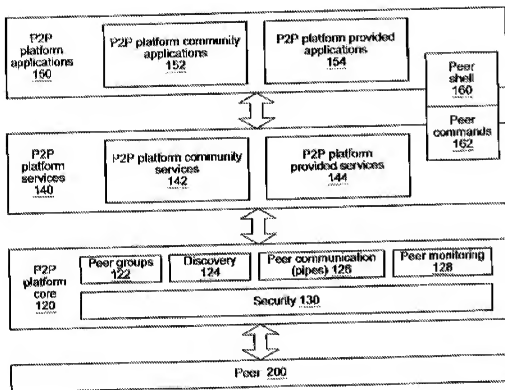 P2P
platform
applications
150
P2P platform community
applications
152
P2P platform provided
applications
154
Peer
shell
160
Peer
commands
162
P2P
platform
services
140
P2P platform community
services
142
P2P platform
provided services
144
P2P
platform
core
120
Peer groups
122
Discovery
124
Peer communication
(pipes) 126
Peer monitoring
128
Security 130
Peer 200